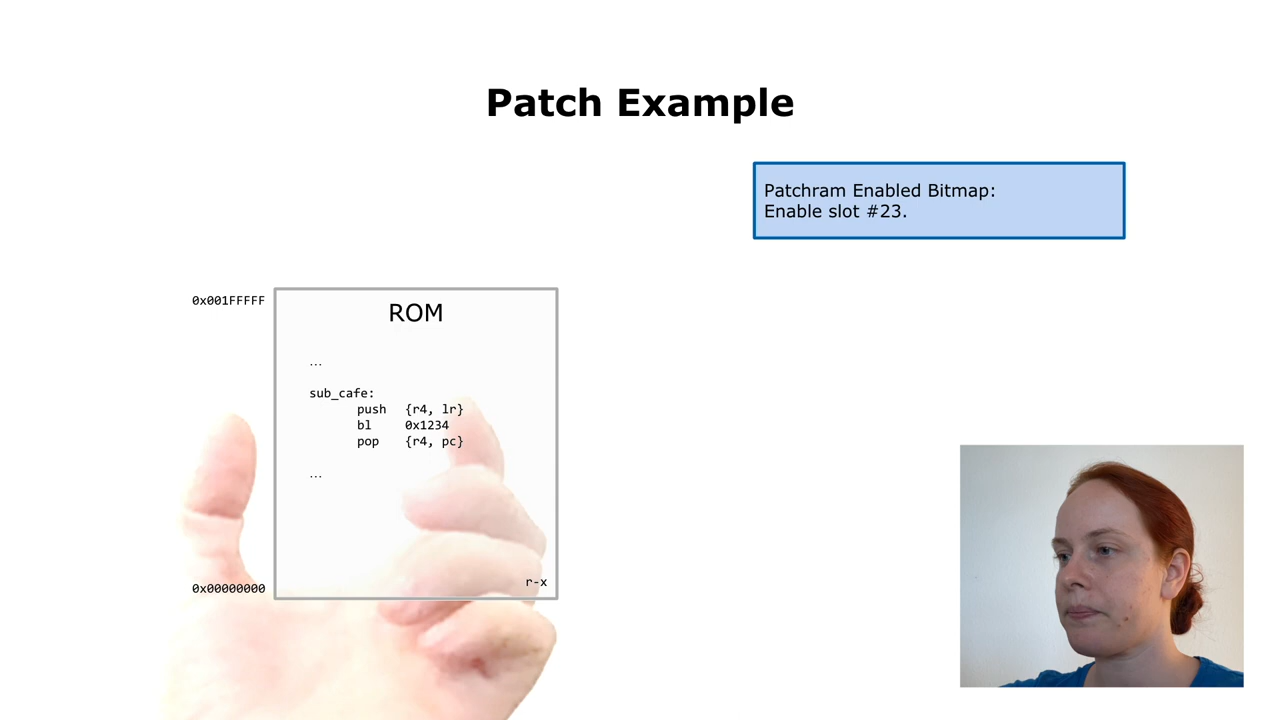 Patch Example
Patchram Enabled Bitmap:
Enable slot #23.
0x001FFFFF
ROM
...
sub_cafe:
push {r4, lr}
bl 0x1234
pop {r4, pc}
...
r-x
0x00000000